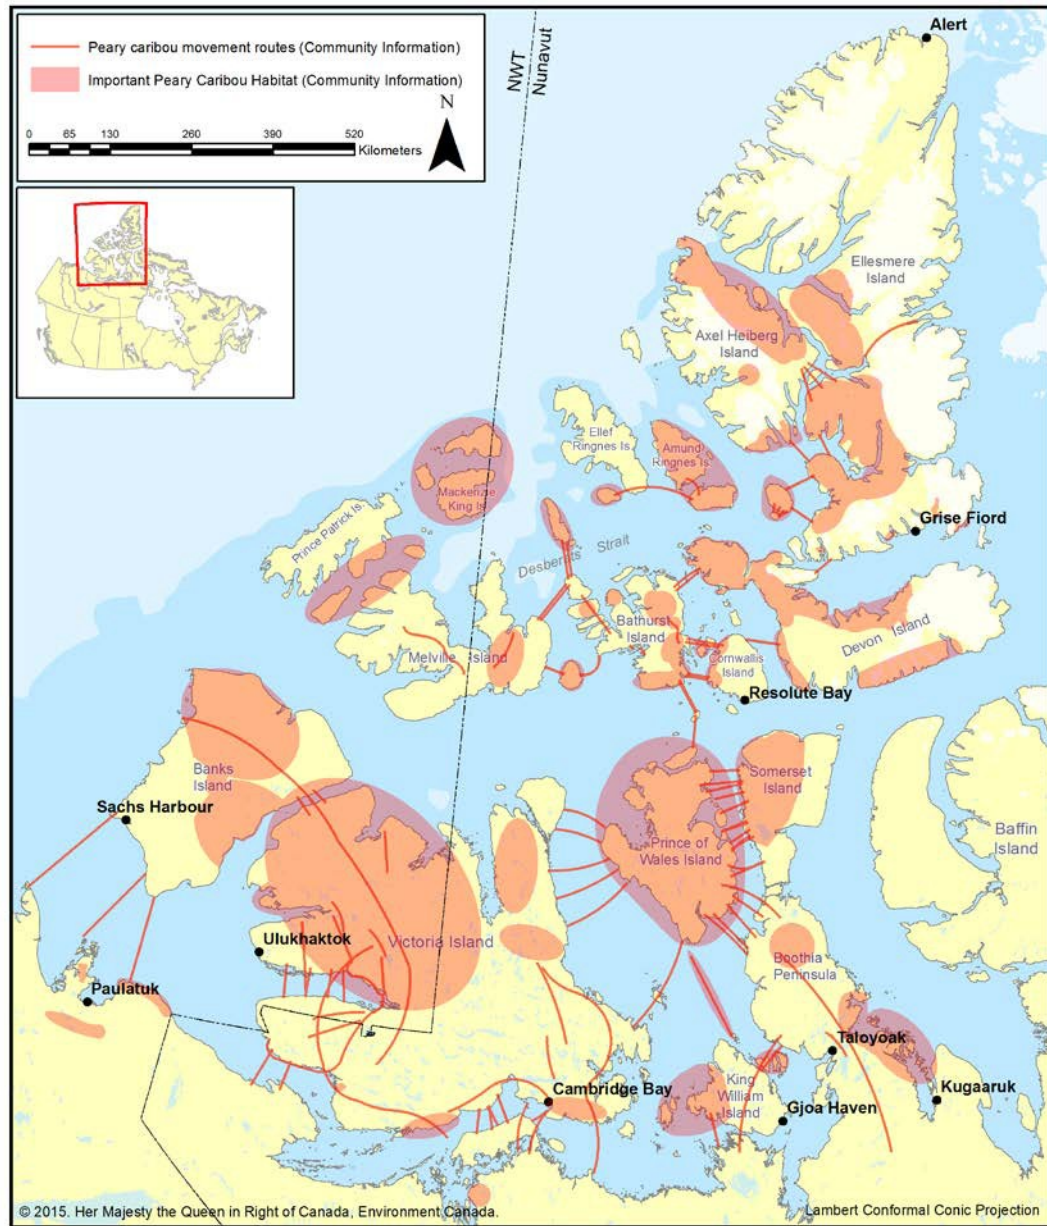 Alert
Peary caribou movement routes (Community Information)
NWT
Nunavut
Important Peary Caribou Habitat (Community Information)
N
0 65 130 260 390 520
Kilometers
Ellesmere
Island
Axel Heiberg
Island
Ellef
Ringnes Is.
Amund
Ringnes Is.
Mackenzie
King Is.
Prince Patrick Is.
Grise Fiord
Desberats Strait
Bathurst
Island
Devon Island
Melville Island
Cornwallis
Island
Resolute Bay
Banks
Island
Somerset
Island
Sachs Harbour
Baffin
Island
Prince of
Wales Island
Ulukhaktok
Victoria Island
Boothia
Peninsula
Paulatuk
Taloyoak
King
William
Island
Cambridge Bay
Kugaaruk
Gjoa Haven
© 2015. Her Majesty the Queen in Right of Canada, Environment Canada.
Lambert Conformal Conic Projection